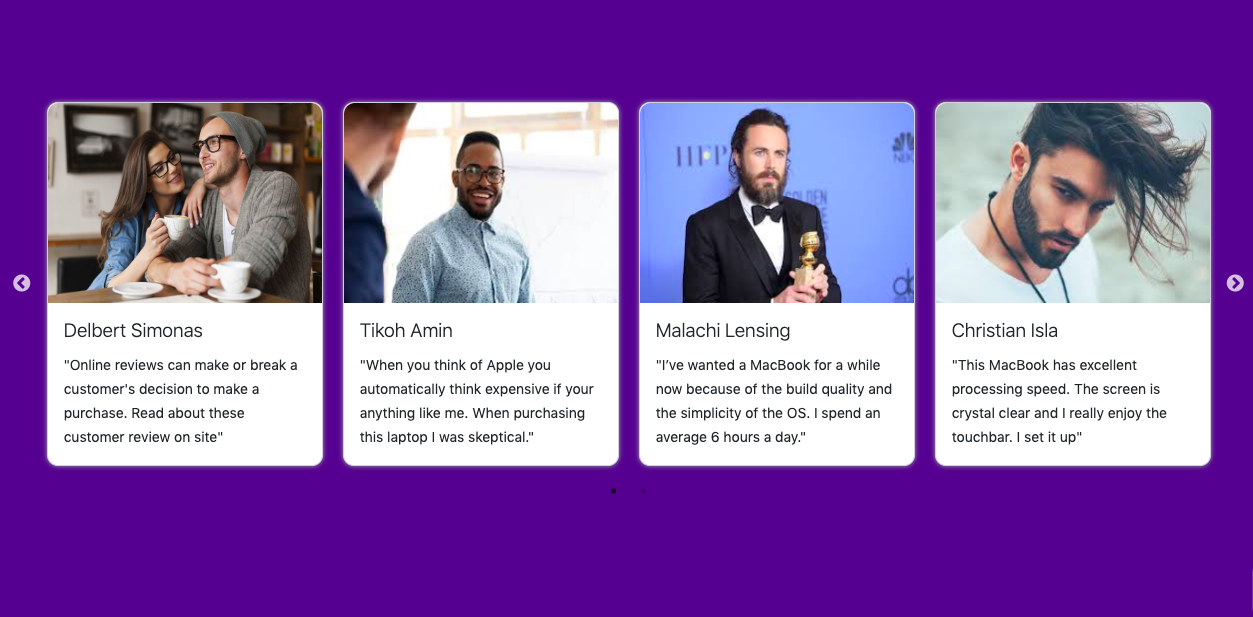 HFP
NBC
GOLDEN
Delbert Simonas
"Online reviews can make or break a
customer's decision to make a
purchase. Read about these
customer review on site"
Tikoh Amin
"When you think of Apple you
automatically think expensive if your
anything like me. When purchasing
this laptop I was skeptical."
Malachi Lensing
"I’ve wanted a MacBook for a while
now because of the build quality and
the simplicity of the OS. I spend an
average 6 hours a day."
Christian Isla
"This MacBook has excellent
processing speed. The screen is
crystal clear and I really enjoy the
touchbar. I set it up"